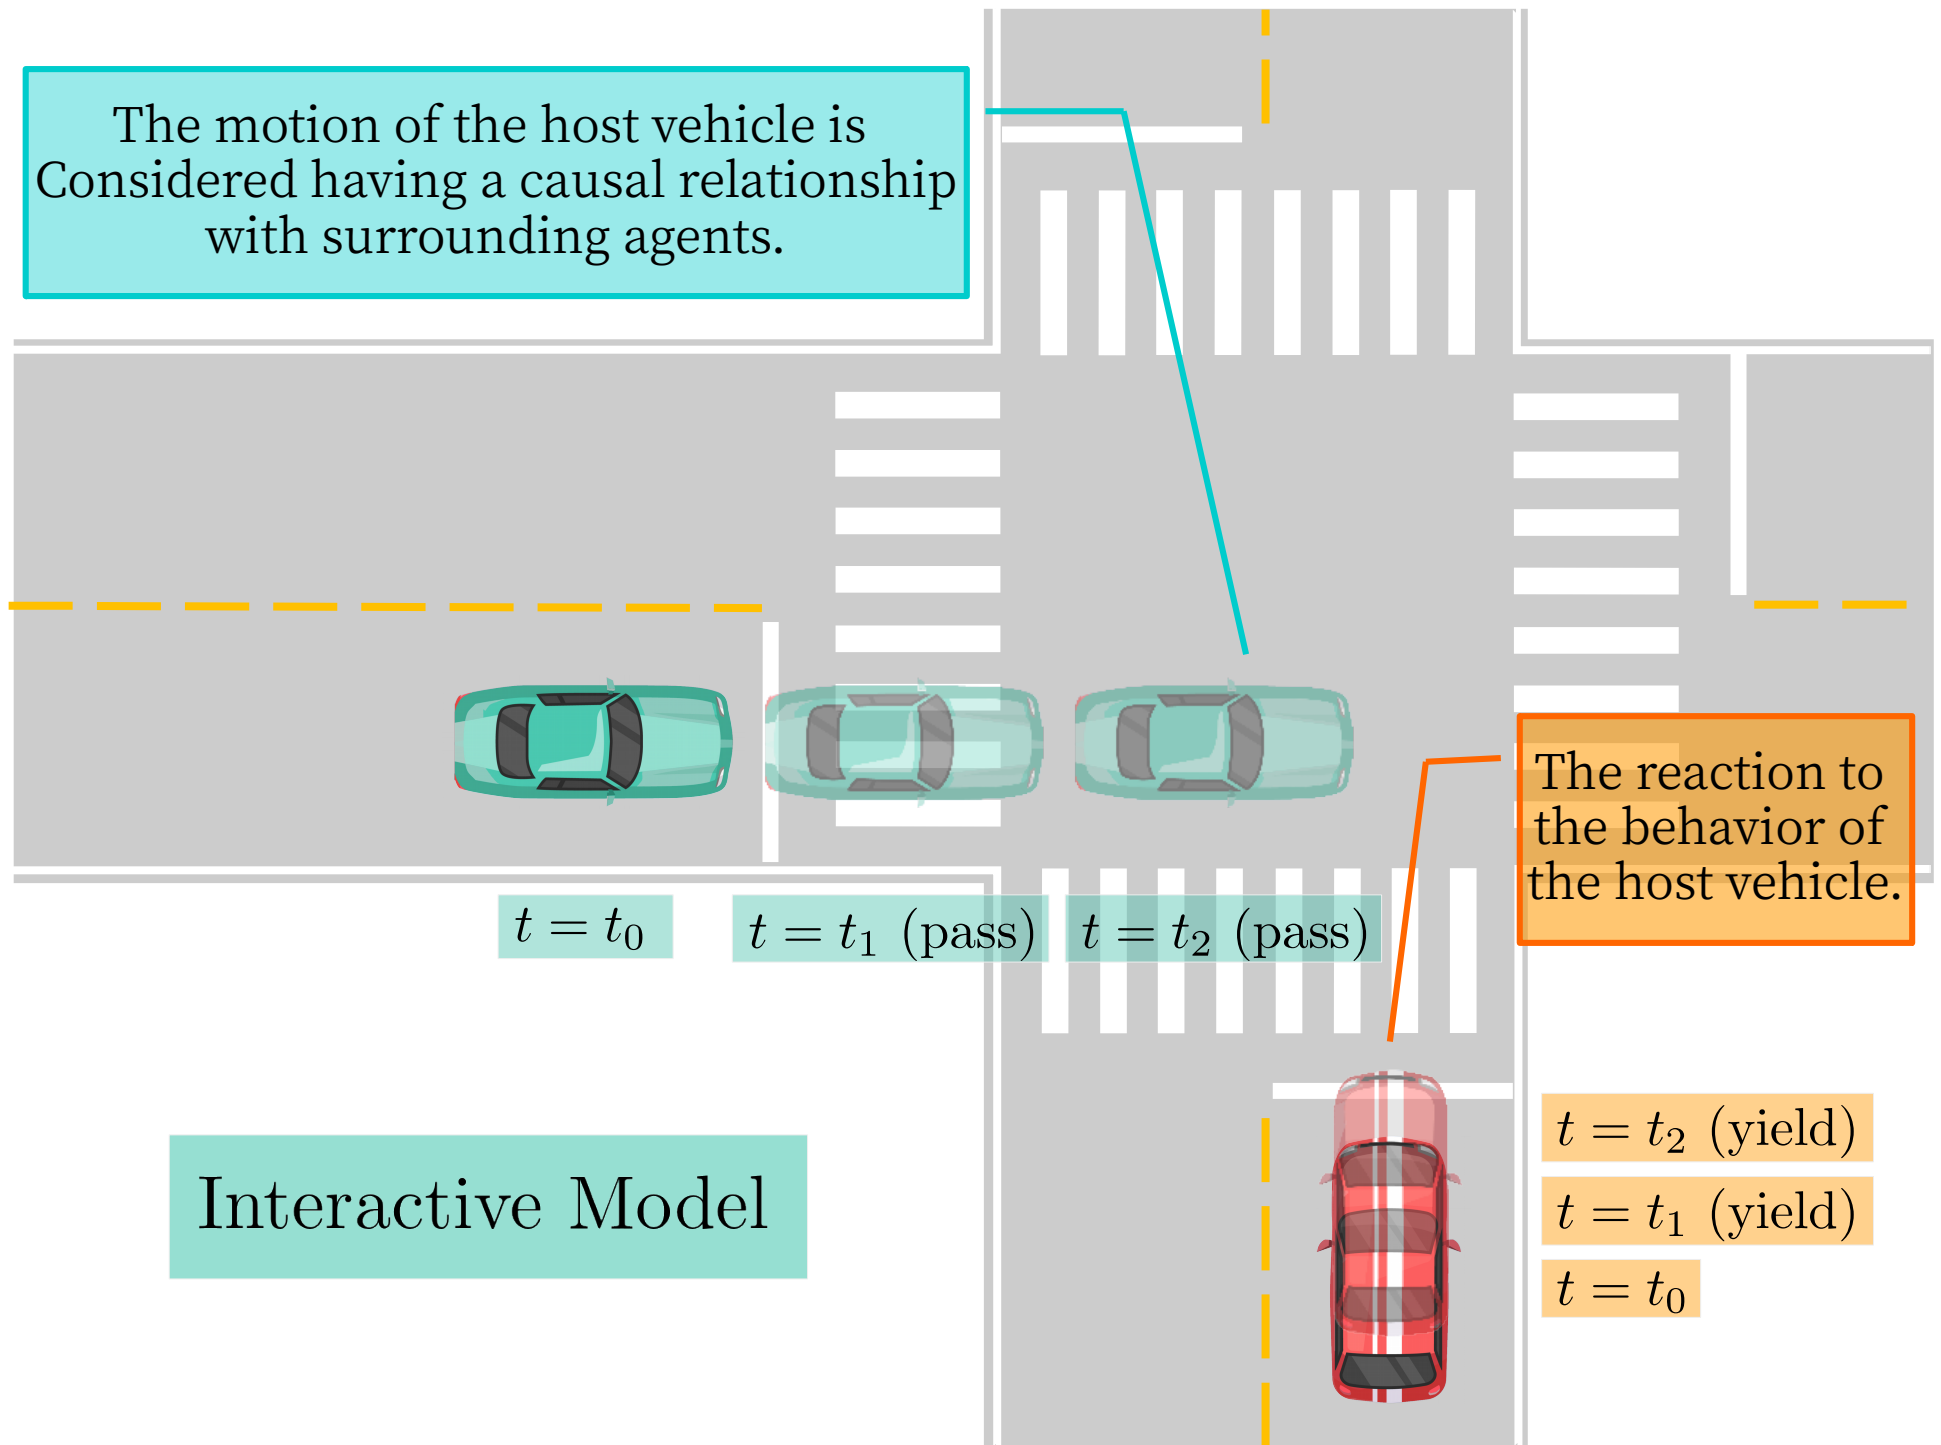 The motion of the host vehicle is
Considered having a causal relationship
with surrounding agents.
The reaction to
the behavior of
the host vehicle.
t = t₀
t = t₁ (pass)
t = t₂ (pass)
t = t₂ (yield)
t = t₁ (yield)
t = t₀
Interactive Model